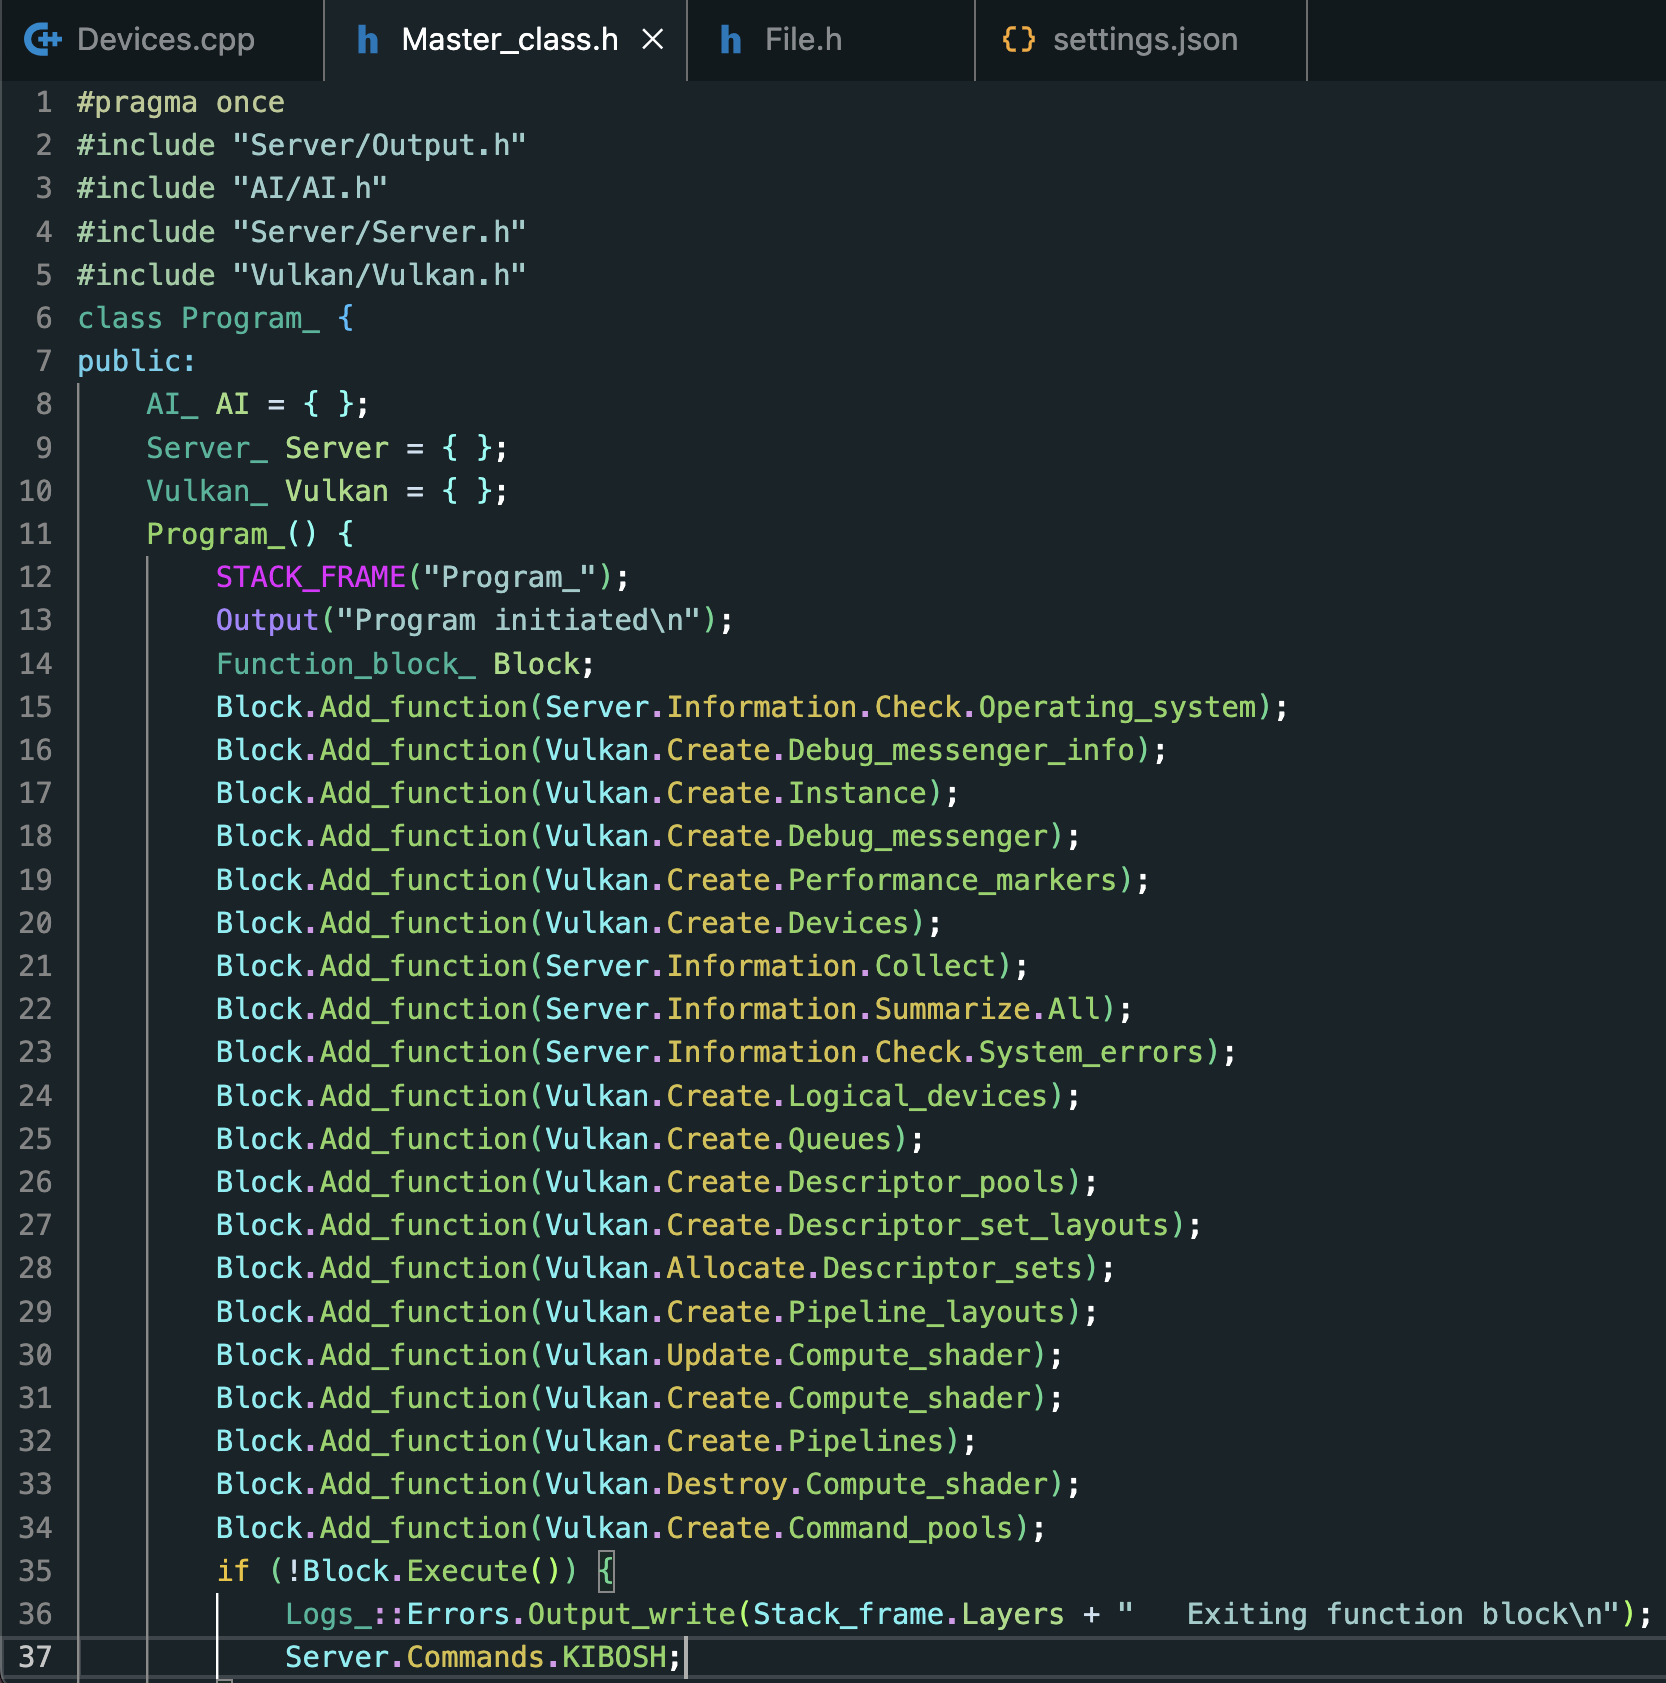 Devices.cpp
Master_class.h
File.h
settings.json
1 #pragma once
2 #include "Server/Output.h"
3 #include "AI/AI.h"
4 #include "Server/Server.h"
5 #include "Vulkan/Vulkan.h"
6 class Program_ {
7 public:
8 AI_ AI = { };
9 Server_ Server = { };
10 Vulkan_ Vulkan = { };
11 Program_() {
12 STACK_FRAME("Program_");
13 Output("Program initiated\n");
14 Function_block_ Block;
15 Block.Add_function(Server.Information.Check.Operating_system);
16 Block.Add_function(Vulkan.Create.Debug_messenger_info);
17 Block.Add_function(Vulkan.Create.Instance);
18 Block.Add_function(Vulkan.Create.Debug_messenger);
19 Block.Add_function(Vulkan.Create.Performance_markers);
20 Block.Add_function(Vulkan.Create.Devices);
21 Block.Add_function(Server.Information.Collect);
22 Block.Add_function(Server.Information.Summarize.All);
23 Block.Add_function(Server.Information.Check.System_errors);
24 Block.Add_function(Vulkan.Create.Logical_devices);
25 Block.Add_function(Vulkan.Create.Queues);
26 Block.Add_function(Vulkan.Create.Descriptor_pools);
27 Block.Add_function(Vulkan.Create.Descriptor_set_layouts);
28 Block.Add_function(Vulkan.Allocate.Descriptor_sets);
29 Block.Add_function(Vulkan.Create.Pipeline_layouts);
30 Block.Add_function(Vulkan.Update.Compute_shader);
31 Block.Add_function(Vulkan.Create.Compute_shader);
32 Block.Add_function(Vulkan.Create.Pipelines);
33 Block.Add_function(Vulkan.Destroy.Compute_shader);
34 Block.Add_function(Vulkan.Create.Command_pools);
35 if (!Block.Execute()) {
36 Logs_::Errors.Output_write(Stack_frame.Layers + "   Exiting function block\n");
37 Server.Commands.KIBOSH;